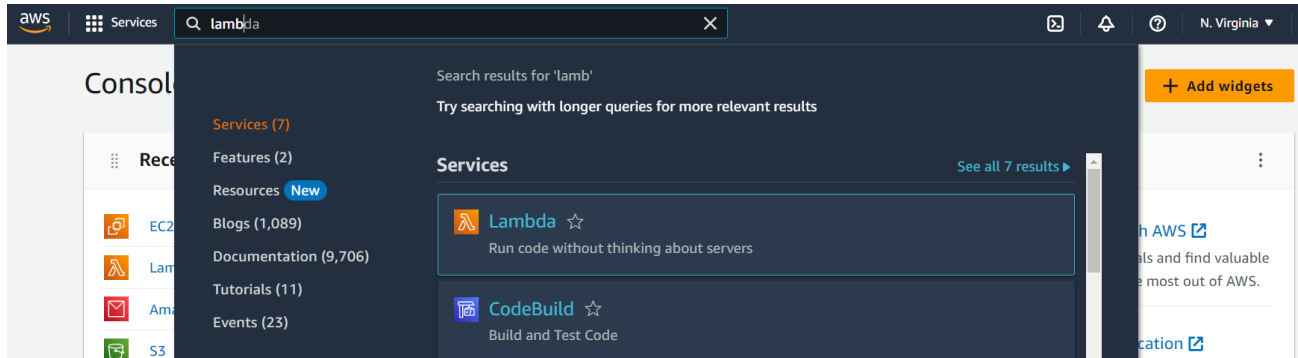 aws Services lambda N. Virginia
Search results for 'lamb'
Try searching with longer queries for more relevant results
Add widgets
Services (7)
Features (2)
Resources New
Blogs (1,089)
Documentation (9,706)
Tutorials (11)
Events (23)
Services See all 7 results
Lambda
Run code without thinking about servers
CodeBuild
Build and Test Code
Consol
Rece
EC2
Lam
Ama
S3
h AWS
als and find valuable
e most out of AWS.
cation